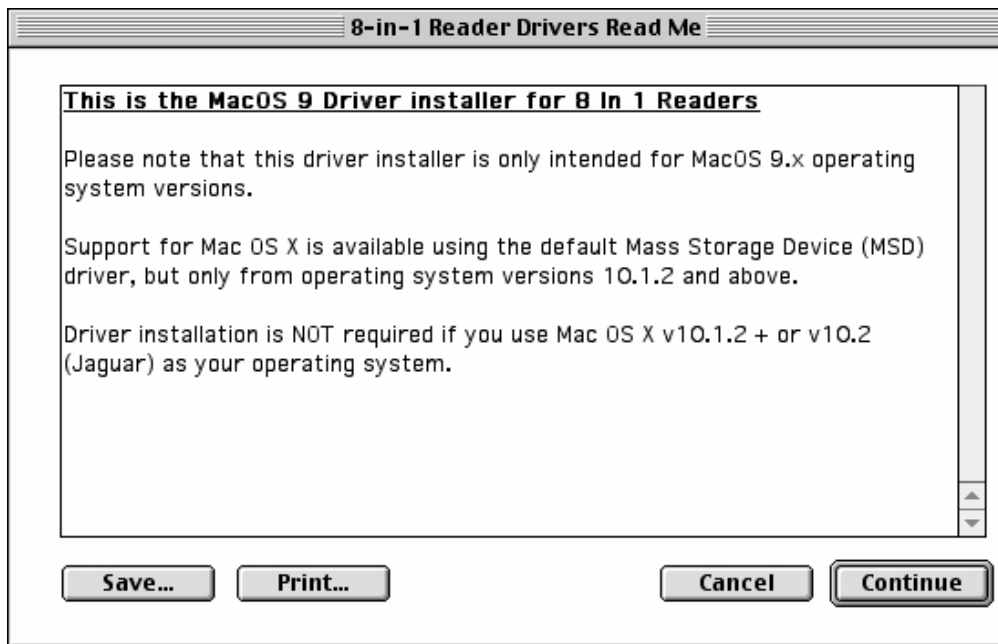 8-in-1 Reader Drivers Read Me
This is the MacOS 9 Driver installer for 8 In 1 Readers
Please note that this driver installer is only intended for MacOS 9.x operating
system versions.
Support for Mac OS X is available using the default Mass Storage Device (MSD)
driver, but only from operating system versions 10.1.2 and above.
Driver installation is NOT required if you use Mac OS X v10.1.2 + or v10.2
(Jaguar) as your operating system.
Save... Print... Cancel Continue